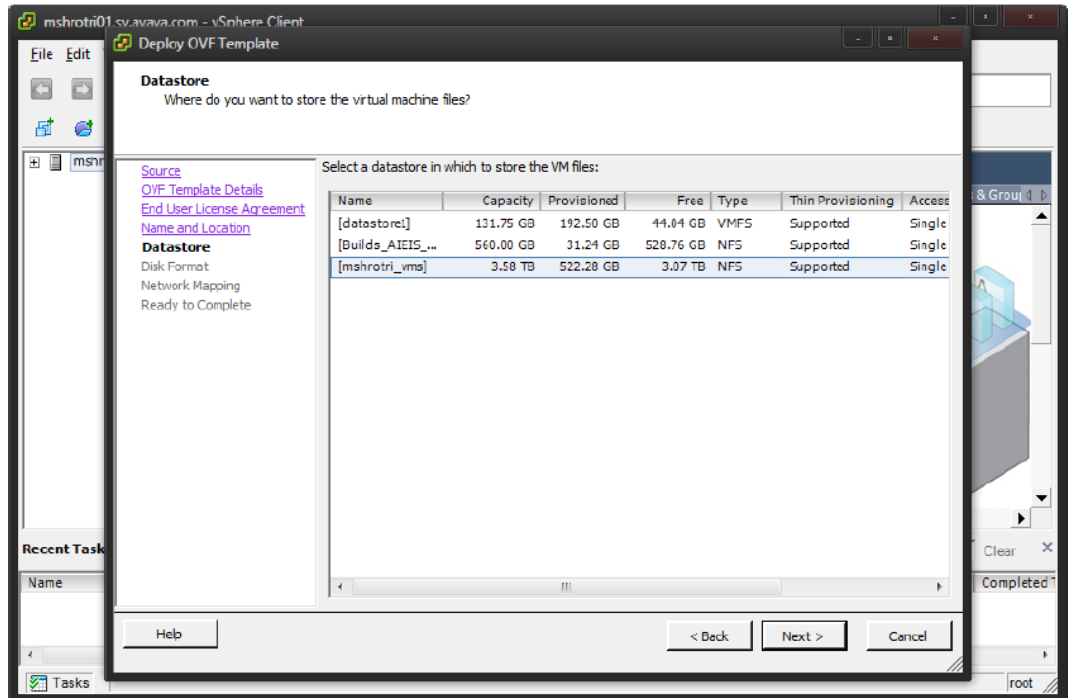 mshrotri01.sv.avaya.com - vSphere Client
File Edit
Deploy OVF Template
Datastore
Where do you want to store the virtual machine files?
Source
OVF Template Details
End User License Agreement
Name and Location
Datastore
Disk Format
Network Mapping
Ready to Complete
Select a datastore in which to store the VM files:
Name Capacity Provisioned Free Type Thin Provisioning Access
[datastore1] 131.75 GB 192.50 GB 44.04 GB VMFS Supported Single
[Builds_AIEIS_... 560.00 GB 31.24 GB 528.76 GB NFS Supported Single
[mshrotri_vms] 3.58 TB 522.28 GB 3.07 TB NFS Supported Single
Help
< Back Next > Cancel
& Grou
Recent Task
Clear
Name
Completed
Tasks
root